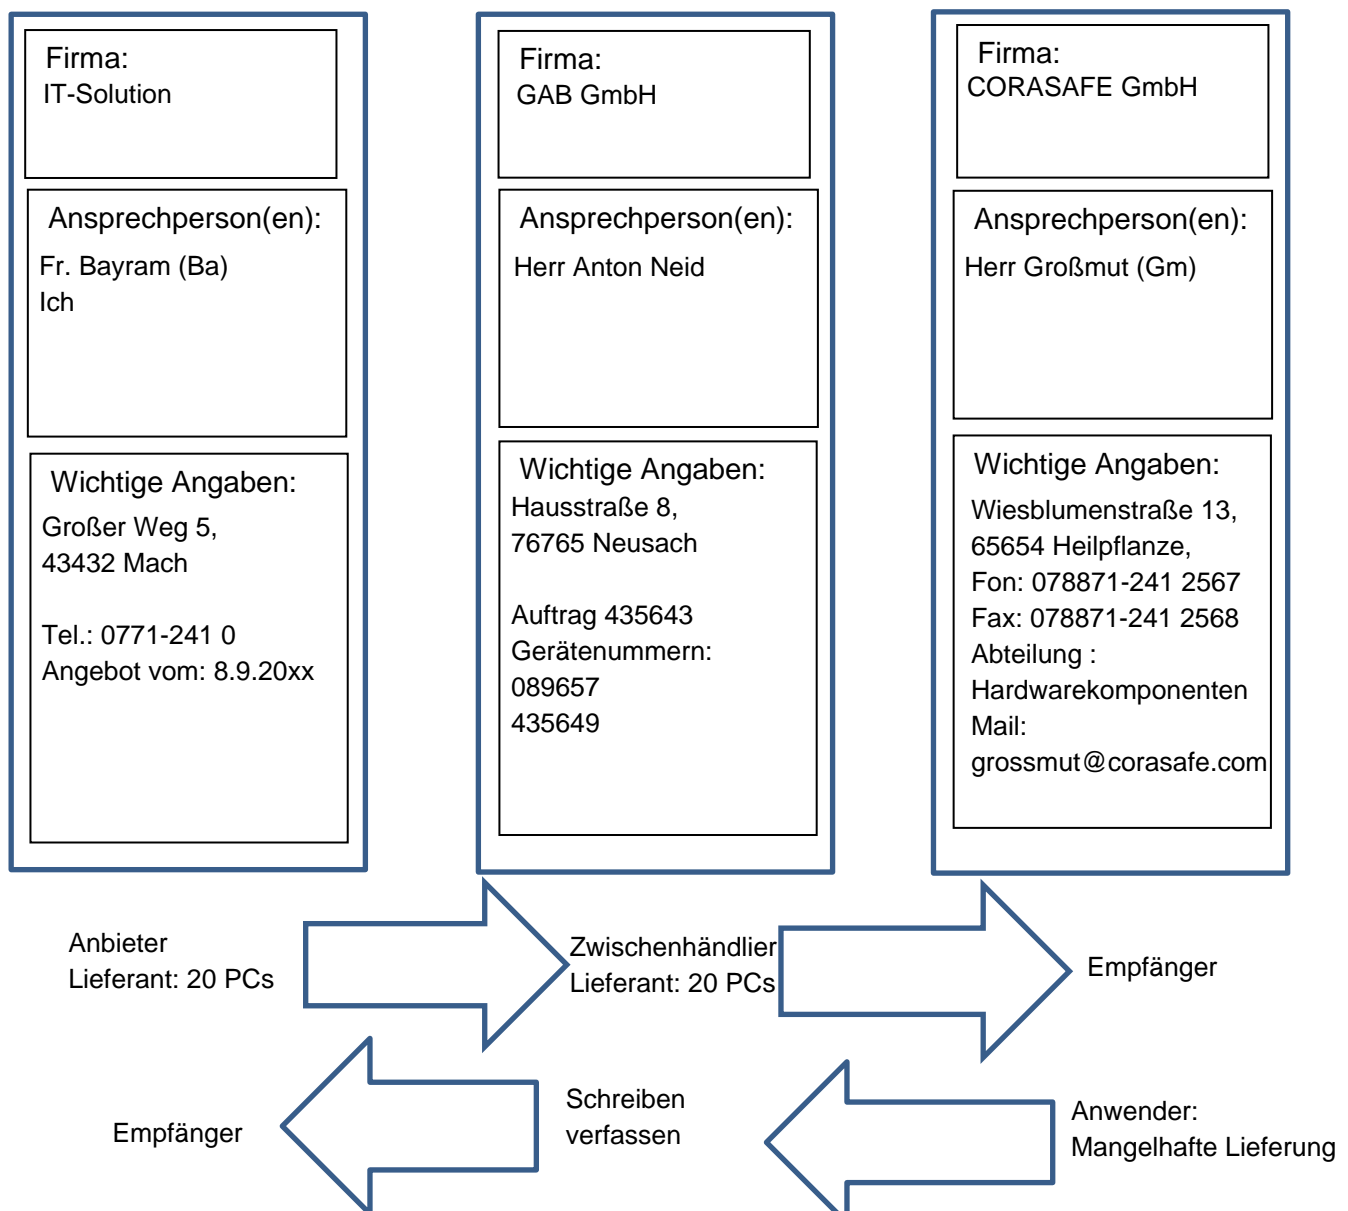 Firma:
IT-Solution
Ansprechperson(en):
Fr. Bayram (Ba)
Ich
Wichtige Angaben:
Großer Weg 5,
43432 Mach
Tel.: 0771-241 0
Angebot vom: 8.9.20xx
Firma:
GAB GmbH
Ansprechperson(en):
Herr Anton Neid
Wichtige Angaben:
Hausstraße 8,
76765 Neusach
Auftrag 435643
Gerätenummern:
089657
435649
Firma:
CORASAFE GmbH
Ansprechperson(en):
Herr Großmut (Gm)
Wichtige Angaben:
Wiesblumenstraße 13,
65654 Heilpflanze,
Fon: 078871-241 2567
Fax: 078871-241 2568
Abteilung :
Hardwarekomponenten
Mail:
grossmut@corasafe.com
Anbieter
Lieferant: 20 PCs
Zwischenhändlier
Lieferant: 20 PCs
Empfänger
Empfänger
Schreiben
verfassen
Anwender:
Mangelhafte Lieferung